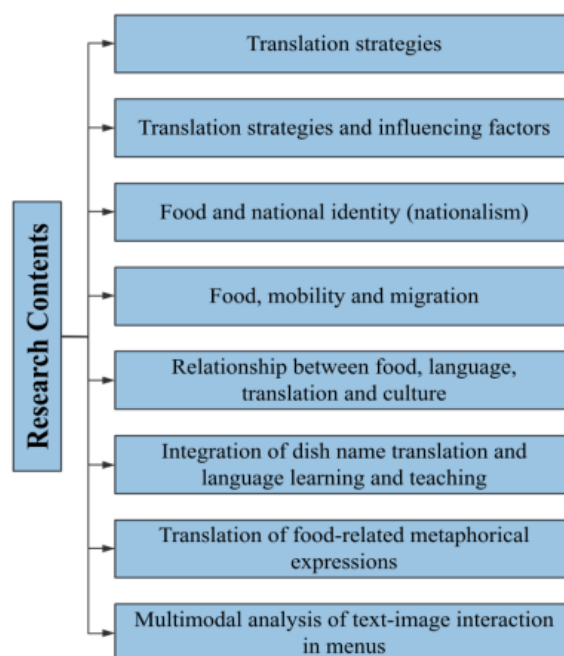 Research Contents
Translation strategies
Translation strategies and influencing factors
Food and national identity (nationalism)
Food, mobility and migration
Relationship between food, language,
translation and culture
Integration of dish name translation and
language learning and teaching
Translation of food-related metaphorical
expressions
Multimodal analysis of text-image interaction
in menus